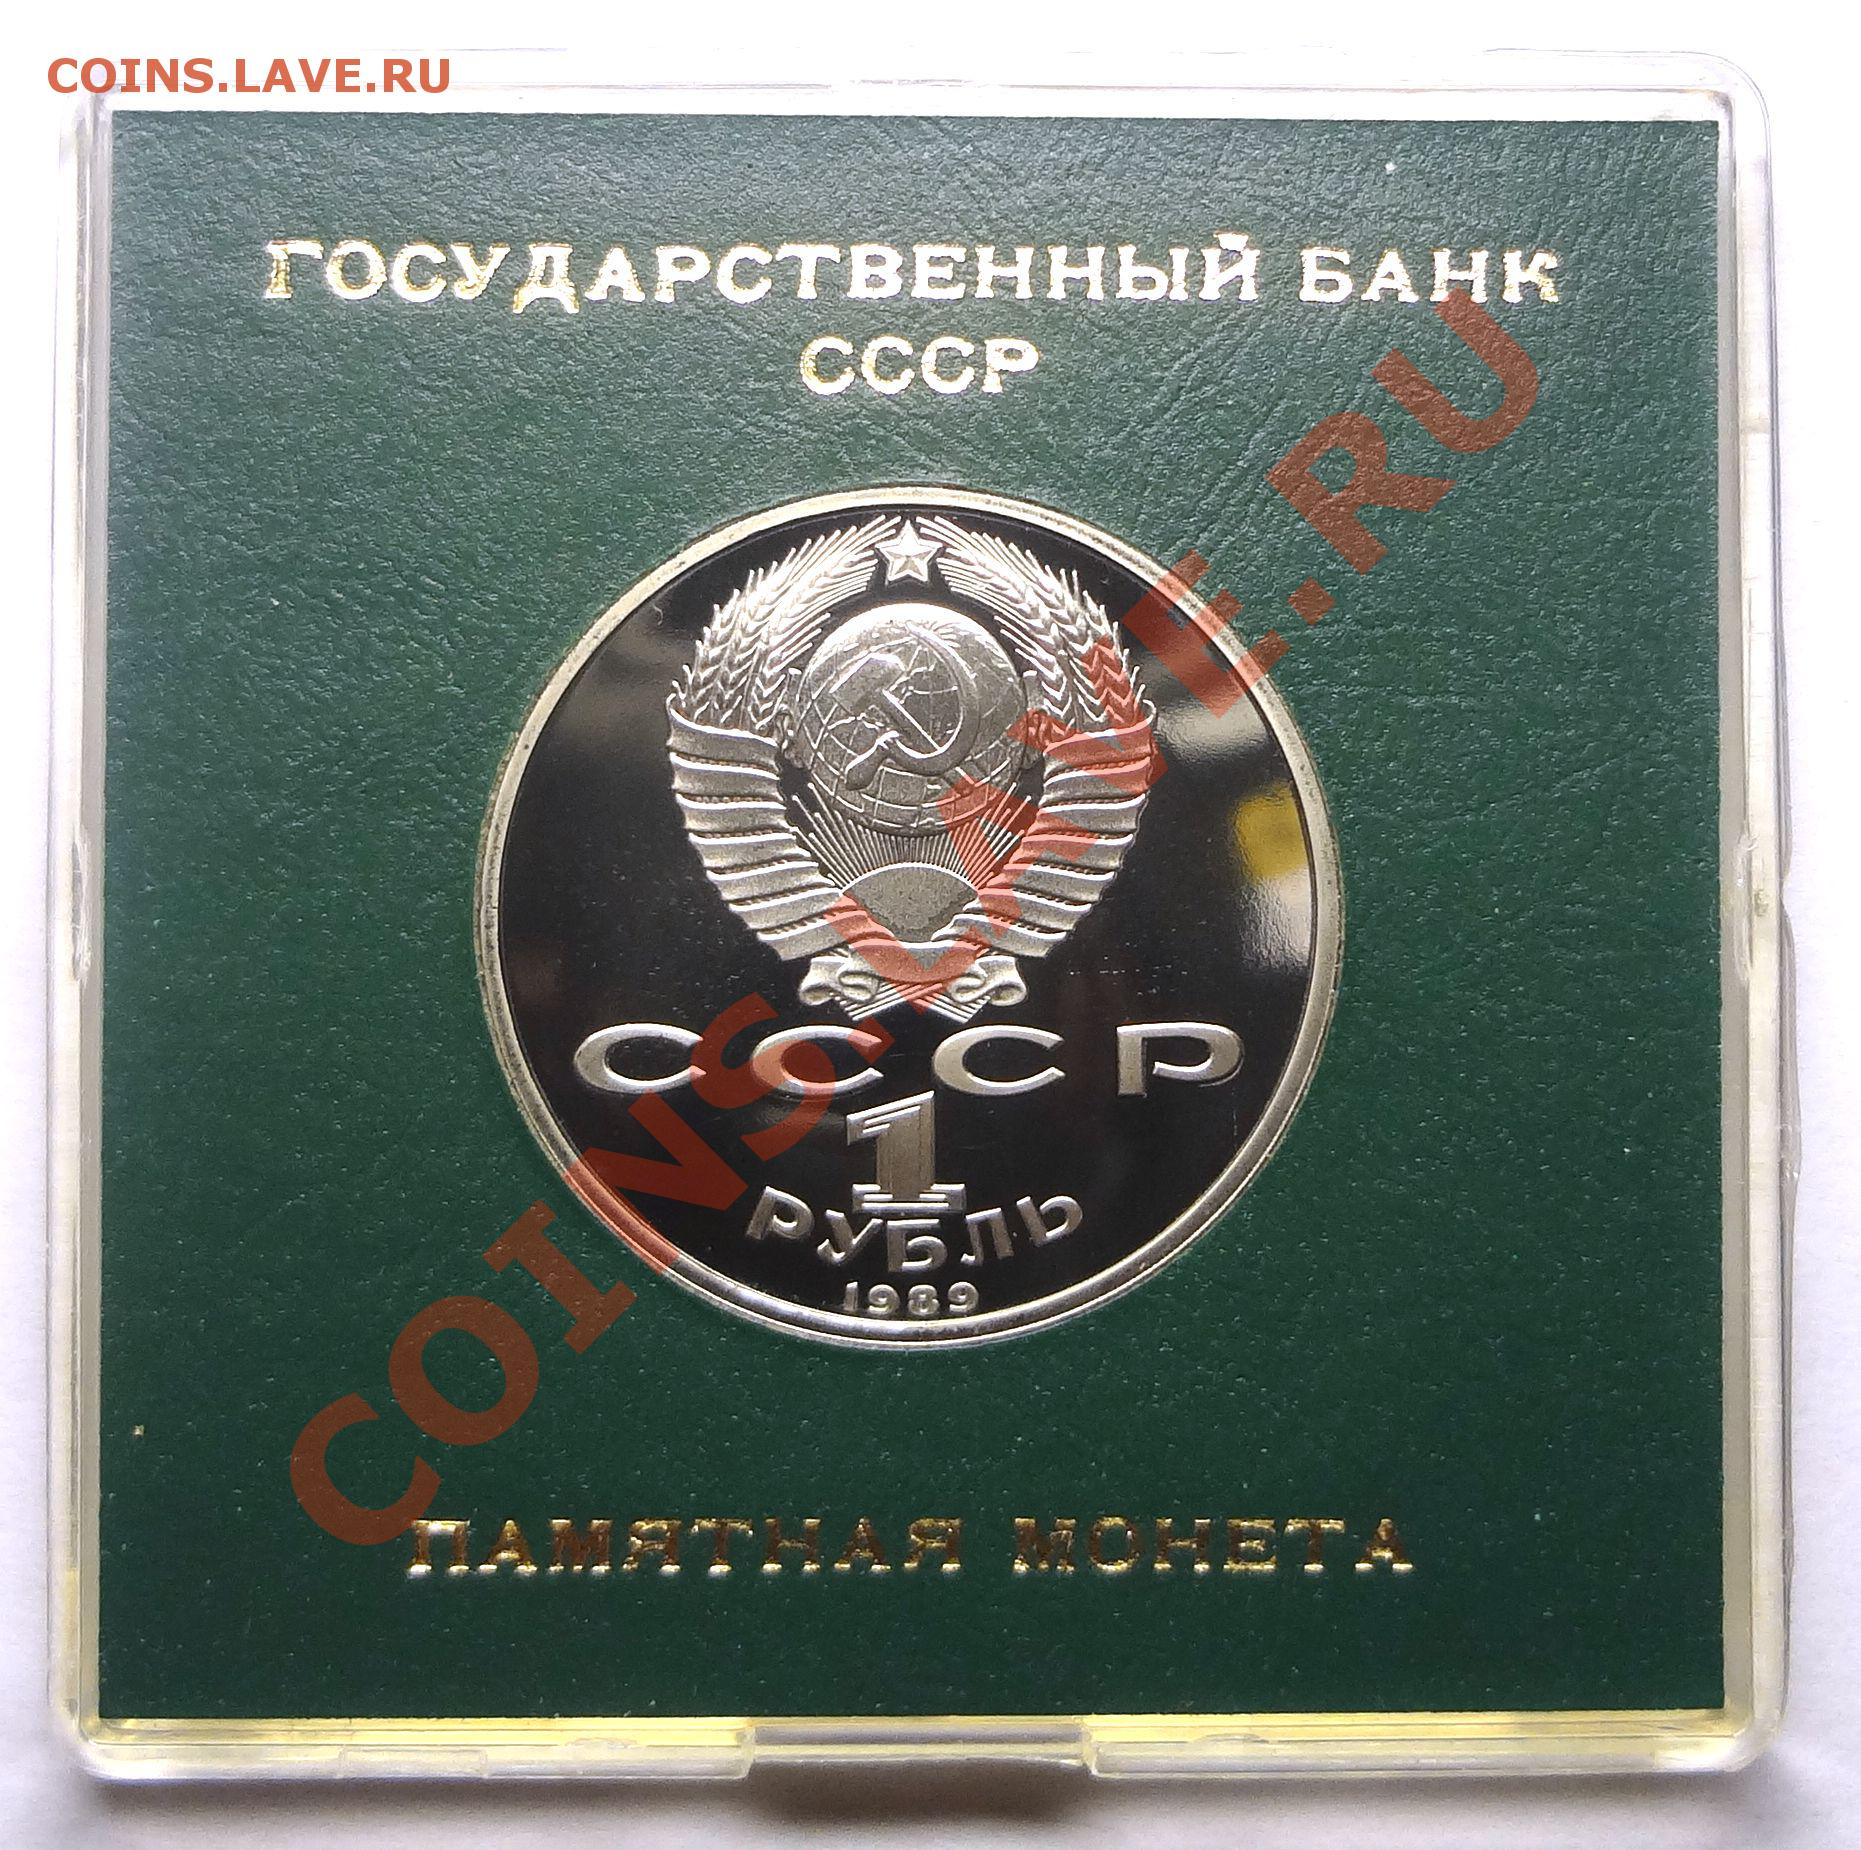 COINS.LAVE.RU
ГОСУДАРСТВЕННЫЙ БАНК
СССР
СССР
1
РУБЛЬ
1989
ПАМЯТНАЯ МОНЕТА
COINS.LAVE.RU